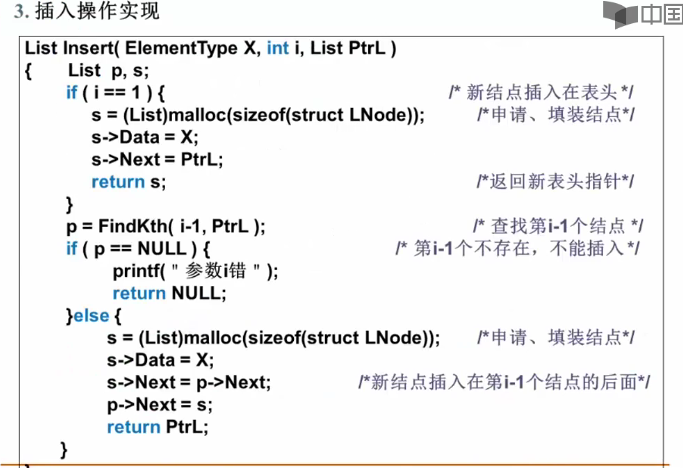 3. 插入操作实现
中国
List Insert( ElementType X, int i, List PtrL )
{ List p, s;
if ( i == 1 ) { /* 新结点插入在表头 */
s = (List)malloc(sizeof(struct LNode)); /*申请、填装结点*/
s->Data = X;
s->Next = PtrL;
return s; /*返回新表头指针*/
}
p = FindKth( i-1, PtrL ); /* 查找第i-1个结点 */
if ( p == NULL ) { /* 第i-1个不存在，不能插入 */
printf( " 参数i错 " );
return NULL;
}else {
s = (List)malloc(sizeof(struct LNode)); /*申请、填装结点*/
s->Data = X;
s->Next = p->Next; /*新结点插入在第i-1个结点的后面*/
p->Next = s;
return PtrL;
}